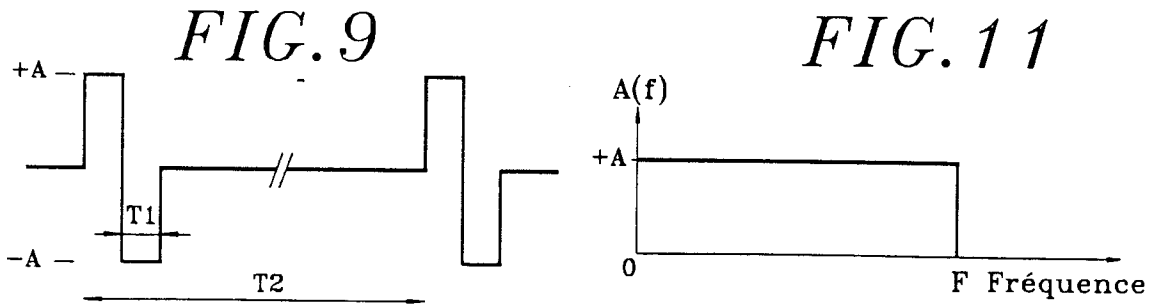 FIG.9
+A
T1
-A
T2
FIG.11
A(f)
+A
0
F Fréquence